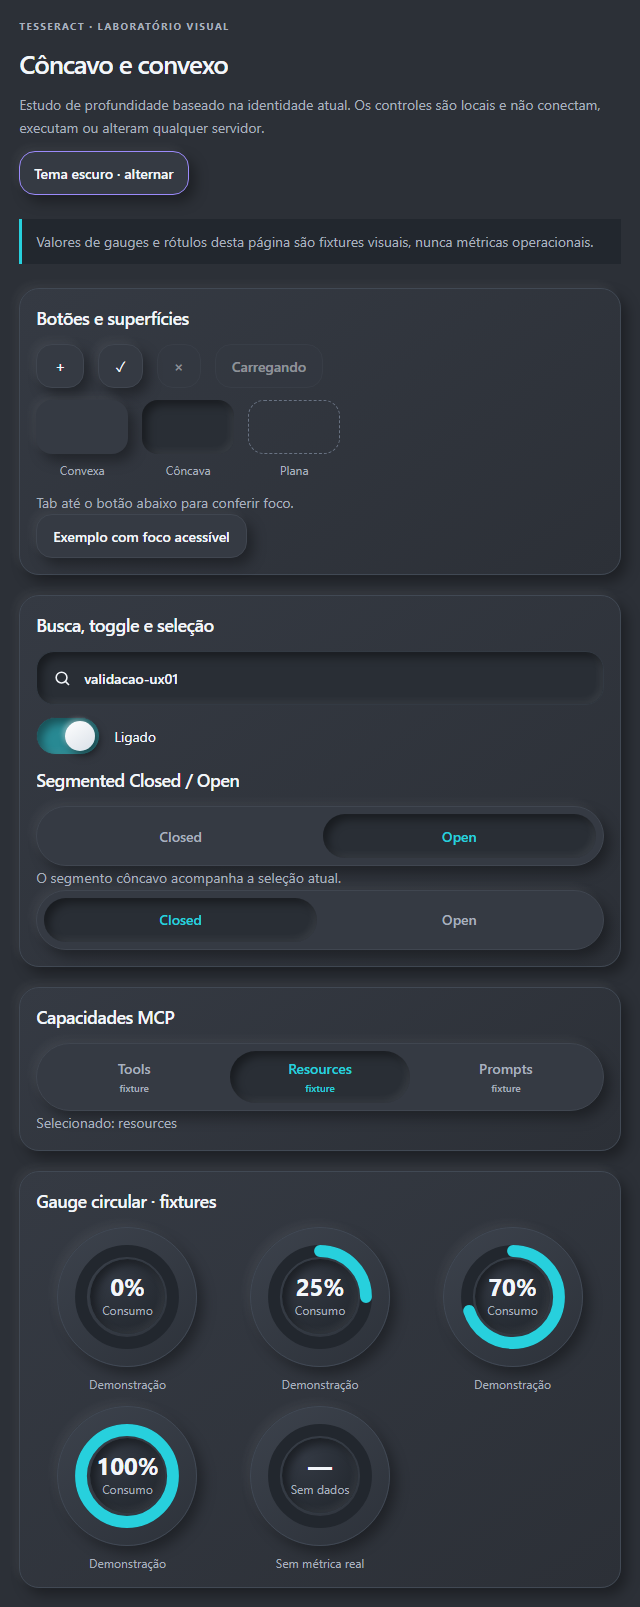 TESSERACT · LABORATÓRIO VISUAL
Côncavo e convexo
Estudo de profundidade baseado na identidade atual. Os controles são locais e não conectam,
executam ou alteram qualquer servidor.
Tema escuro · alternar
Valores de gauges e rótulos desta página são fixtures visuais, nunca métricas operacionais.
Botões e superfícies
+ ✓ × Carregando
Convexa Côncava Plana
Tab até o botão abaixo para conferir foco.
Exemplo com foco acessível
Busca, toggle e seleção
validacao-ux01
Ligado
Segmented Closed / Open
Closed Open
O segmento côncavo acompanha a seleção atual.
Closed Open
Capacidades MCP
Tools Resources Prompts
fixture fixture fixture
Selecionado: resources
Gauge circular · fixtures
0% 25% 70%
Consumo Consumo Consumo
Demonstração Demonstração Demonstração
100% —
Consumo Sem dados
Demonstração Sem métrica real